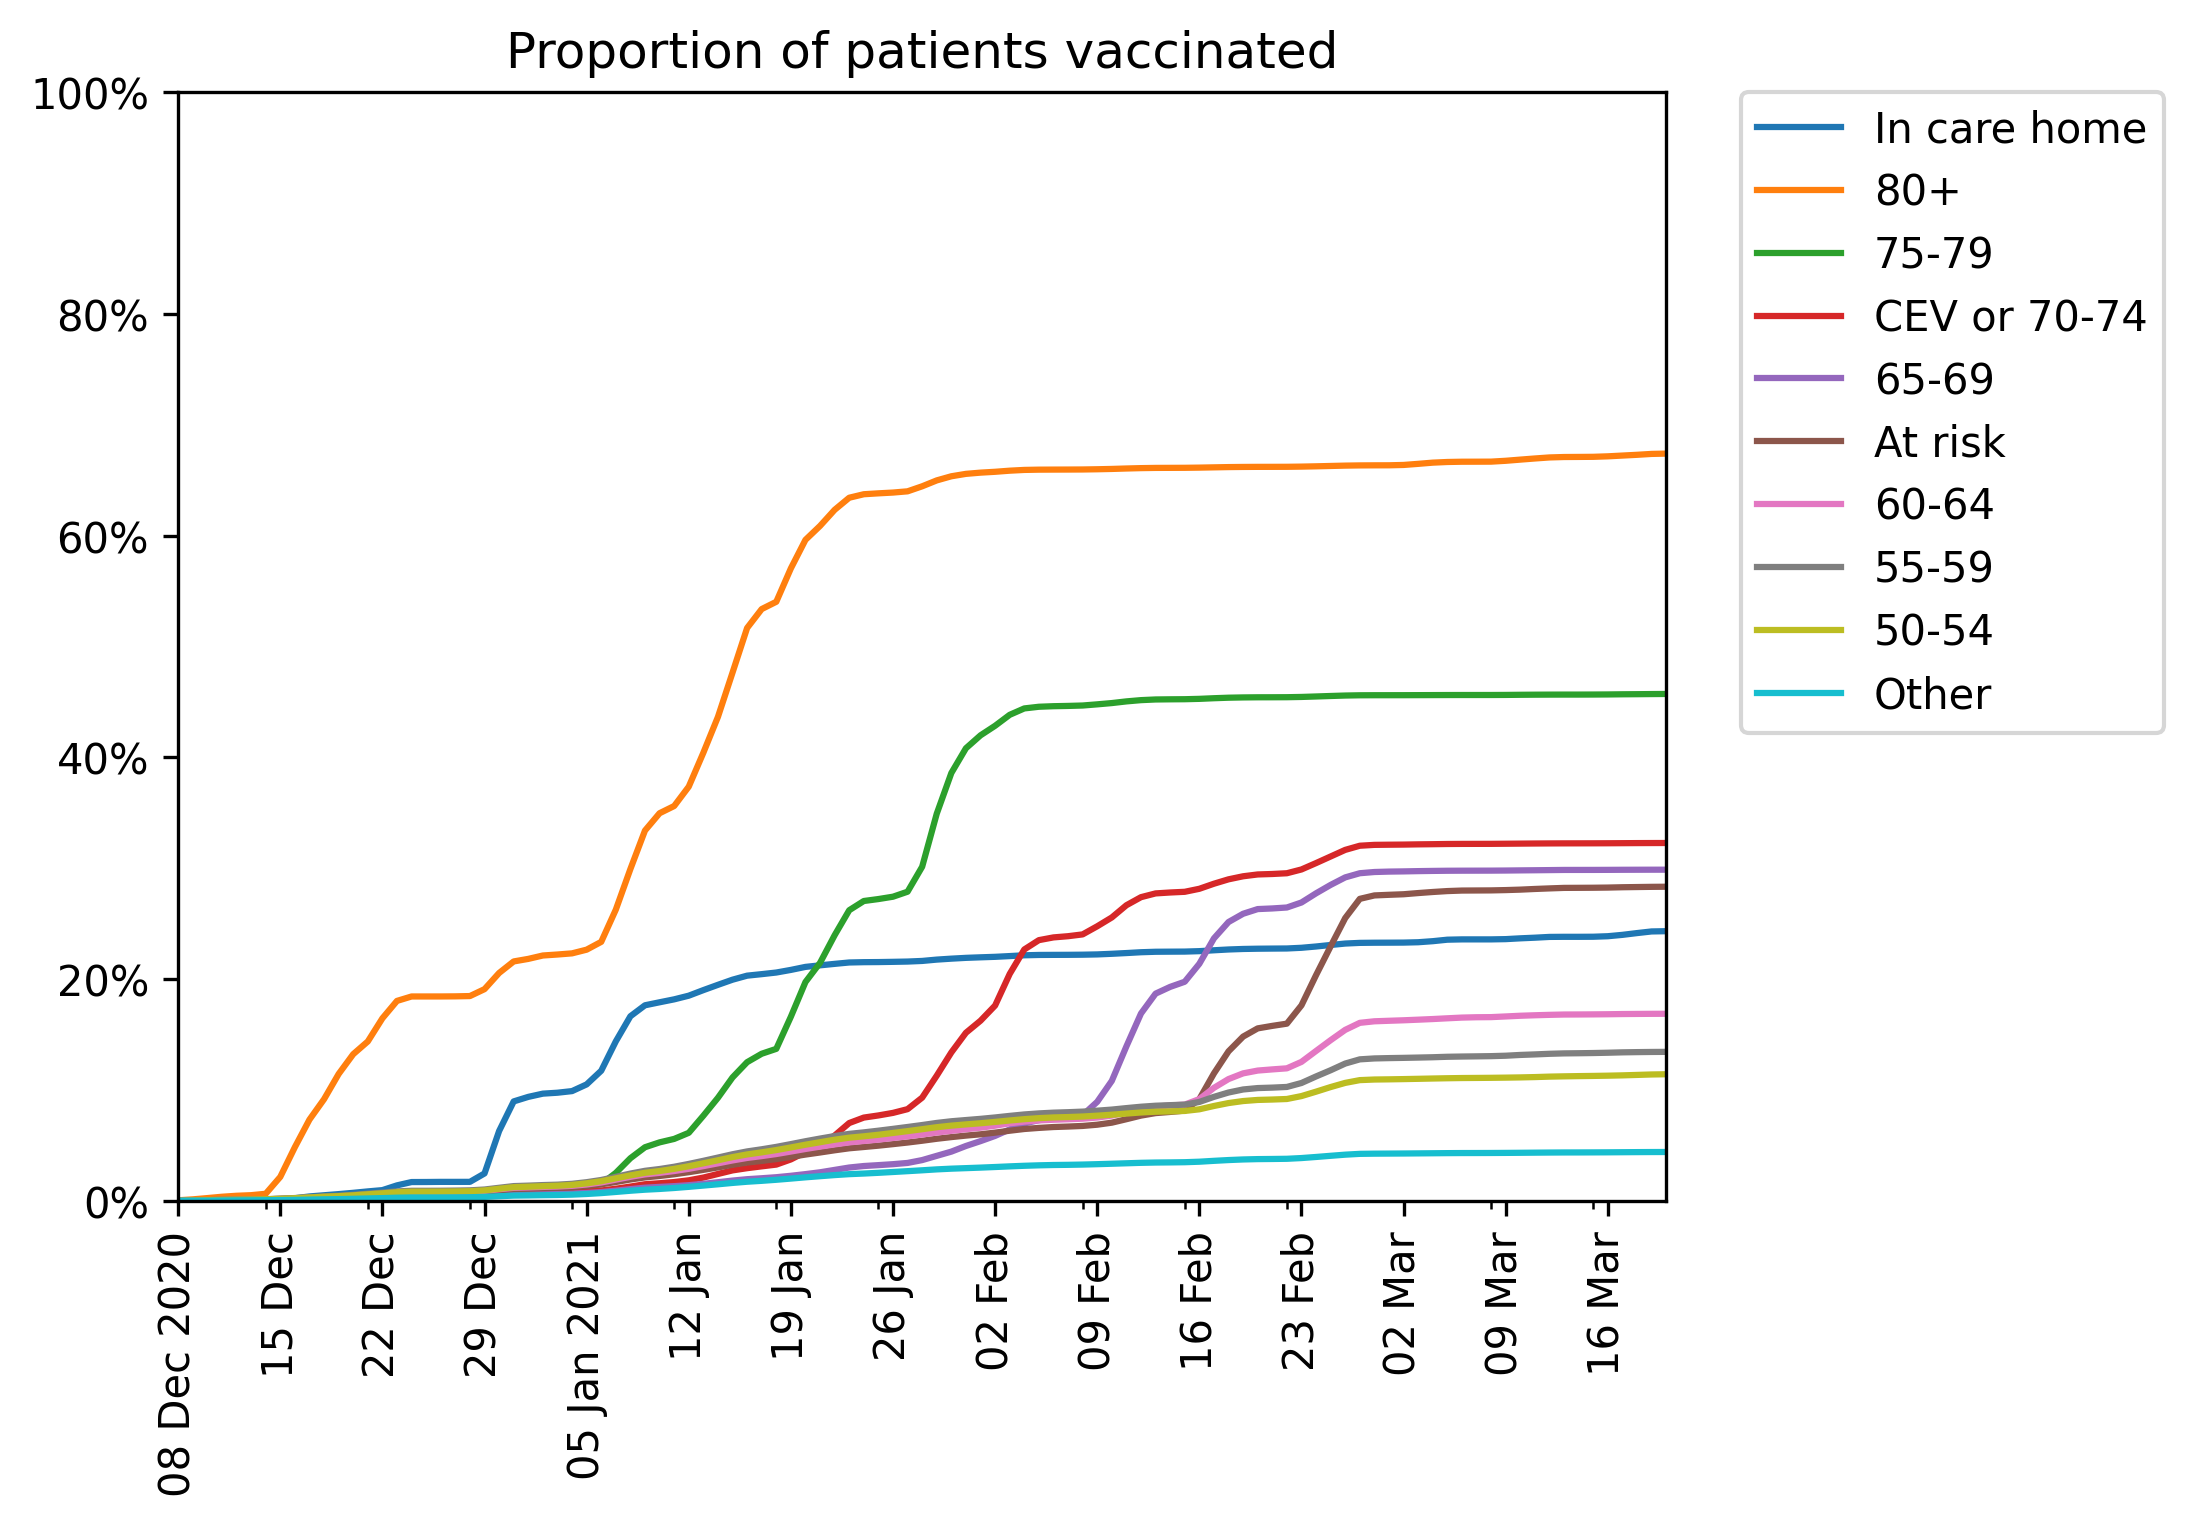 Proportion of patients vaccinated
100%
80%
60%
40%
20%
0%
08 Dec 2020
15 Dec
22 Dec
29 Dec
05 Jan 2021
12 Jan
19 Jan
26 Jan
02 Feb
09 Feb
16 Feb
23 Feb
02 Mar
09 Mar
16 Mar
In care home
80+
75-79
CEV or 70-74
65-69
At risk
60-64
55-59
50-54
Other